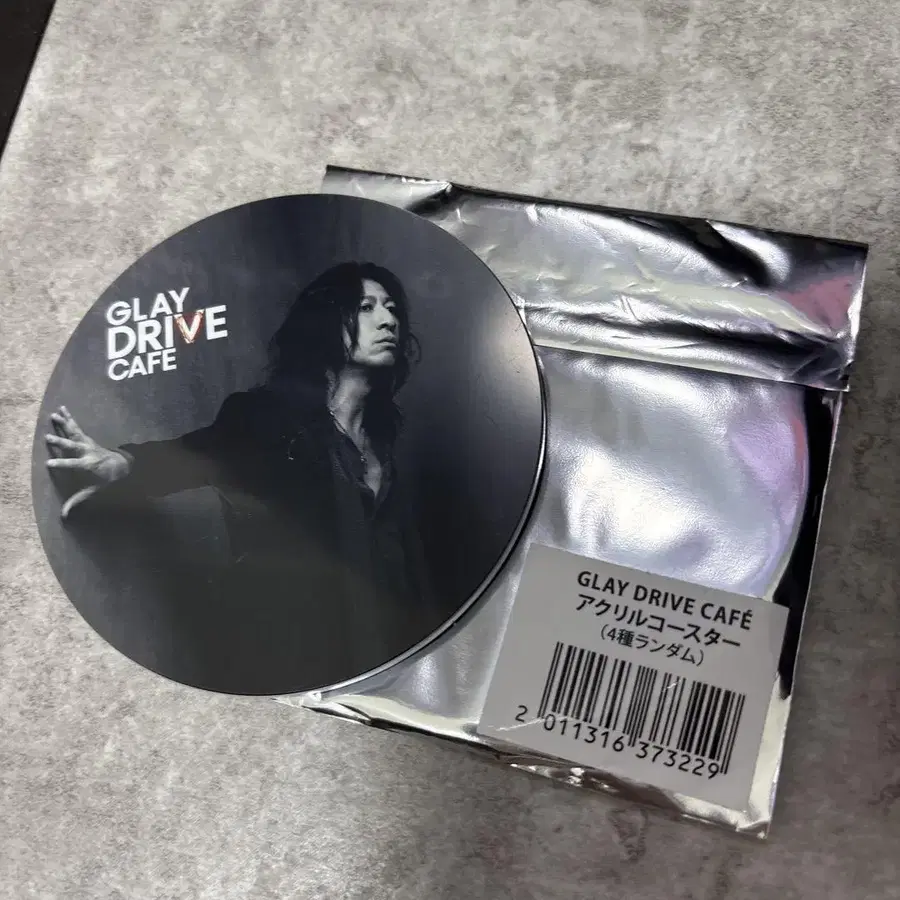 GLAY
DRIVE
CAFE
GLAY DRIVE CAFÉ
アクリルコースター
（4種ランダム）
2 011316 373229